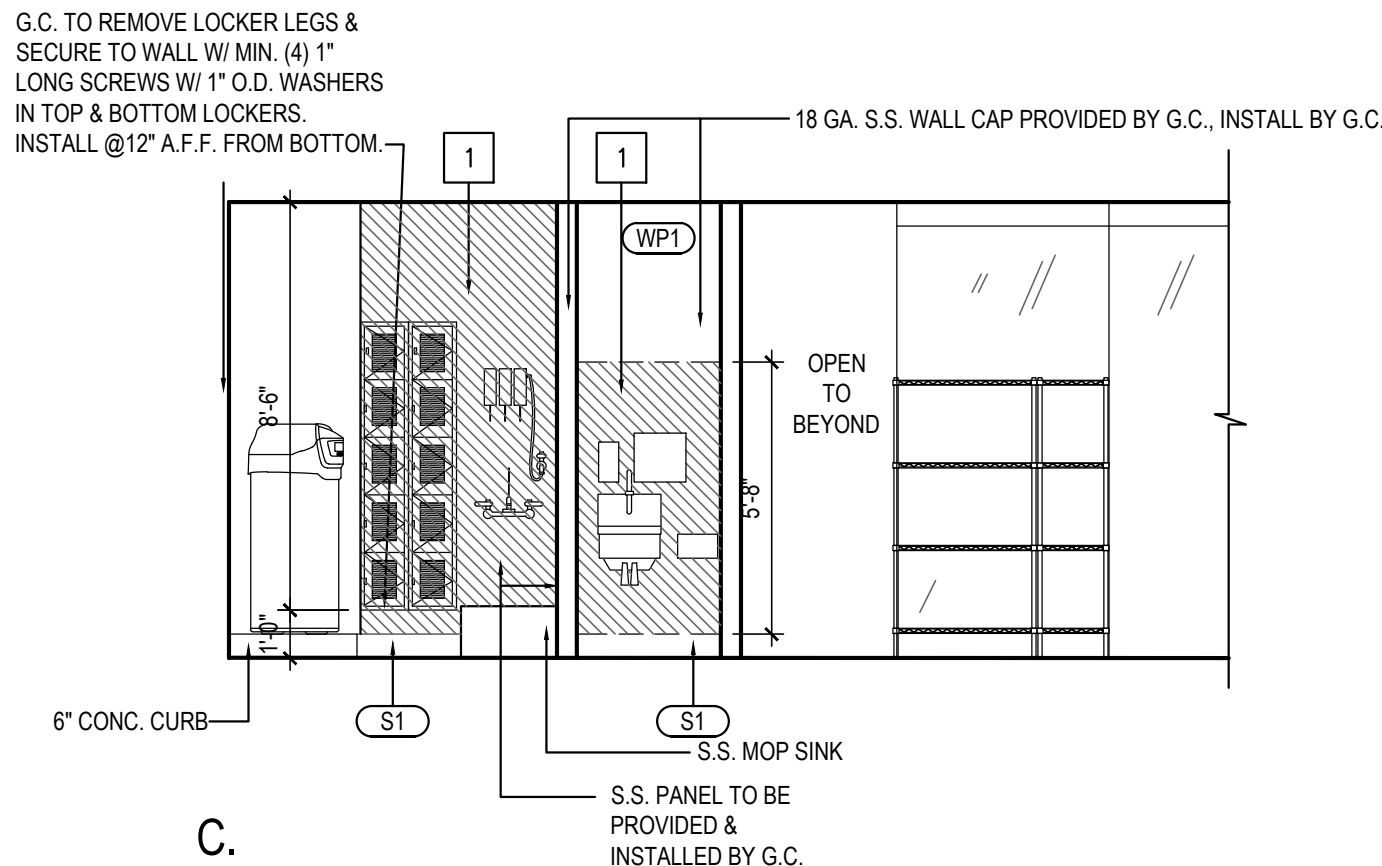 G.C. TO REMOVE LOCKER LEGS &
SECURE TO WALL W/ MIN. (4) 1"
LONG SCREWS W/ 1" O.D. WASHERS
IN TOP & BOTTOM LOCKERS.
INSTALL @12" A.F.F. FROM BOTTOM.
18 GA. S.S. WALL CAP PROVIDED BY G.C., INSTALL BY G.C.
1
1
WP1
8'-6"
OPEN
TO
BEYOND
5'-8"
1'-0"
6" CONC. CURB
S1
S1
S.S. MOP SINK
S.S. PANEL TO BE
PROVIDED &
INSTALLED BY G.C.
C.